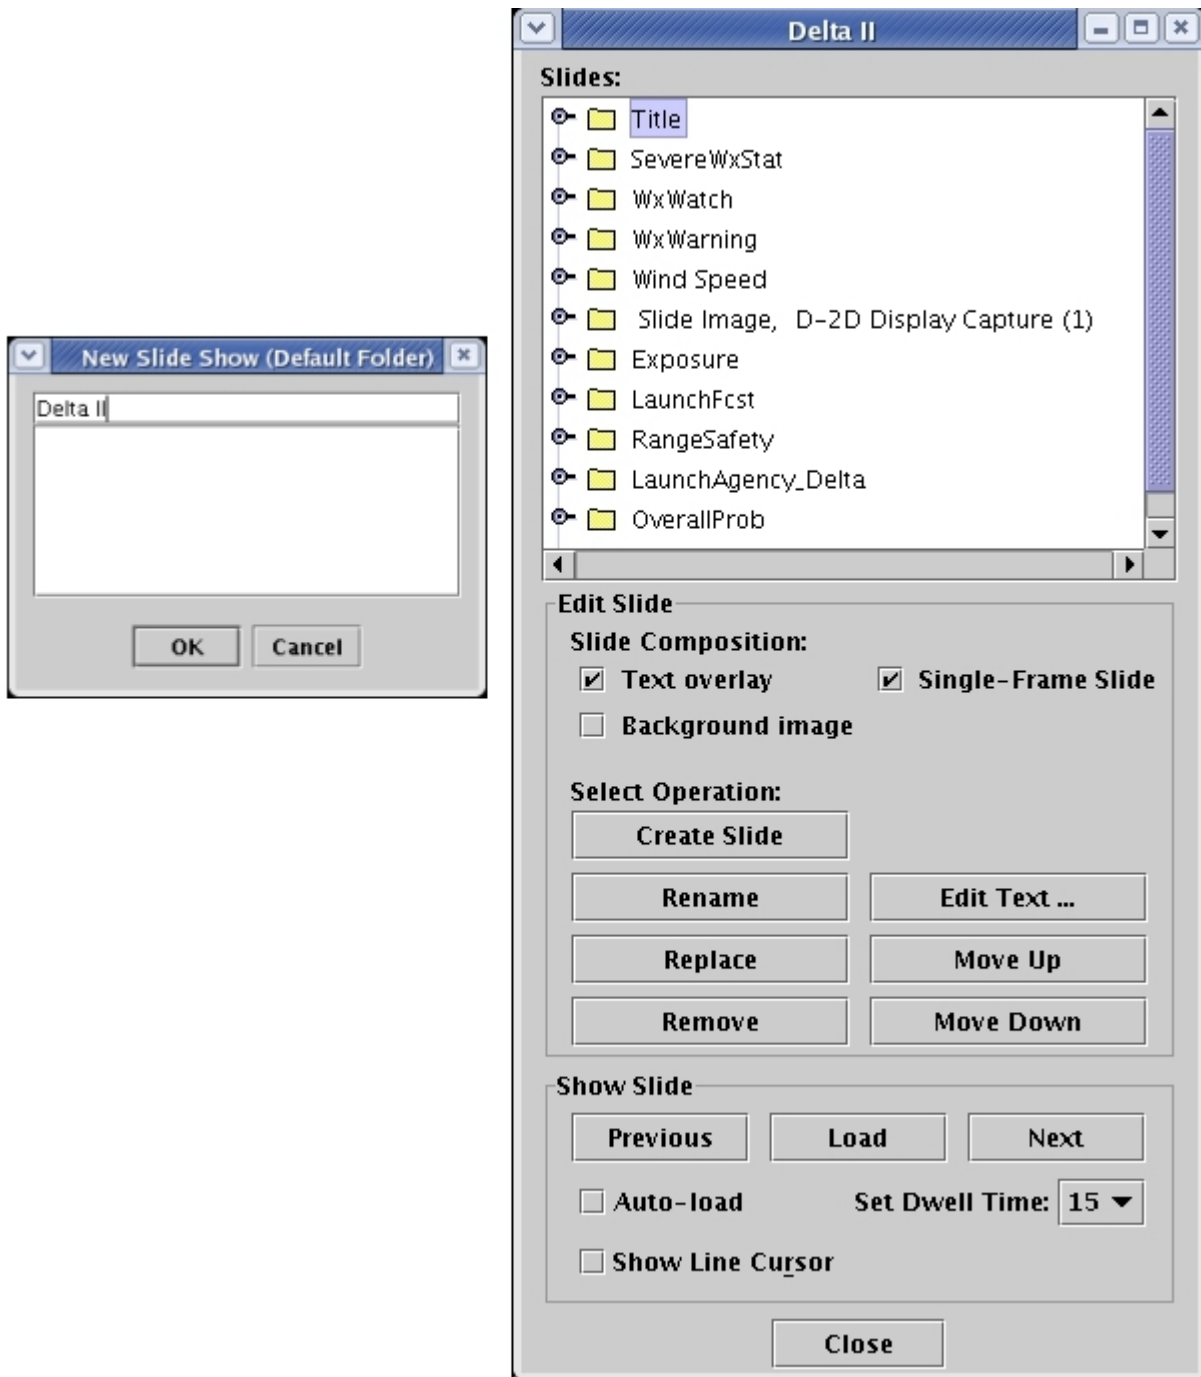 New Slide Show (Default Folder)
Delta II
OK Cancel
Delta II
Slides:
Title
SevereWxStat
WxWatch
WxWarning
Wind Speed
Slide Image, D-2D Display Capture (1)
Exposure
LaunchFcst
RangeSafety
LaunchAgency_Delta
OverallProb
Edit Slide
Slide Composition:
Text overlay Single-Frame Slide
Background image
Select Operation:
Create Slide
Rename Edit Text ...
Replace Move Up
Remove Move Down
Show Slide
Previous Load Next
Auto-load Set Dwell Time: 15
Show Line Cursor
Close